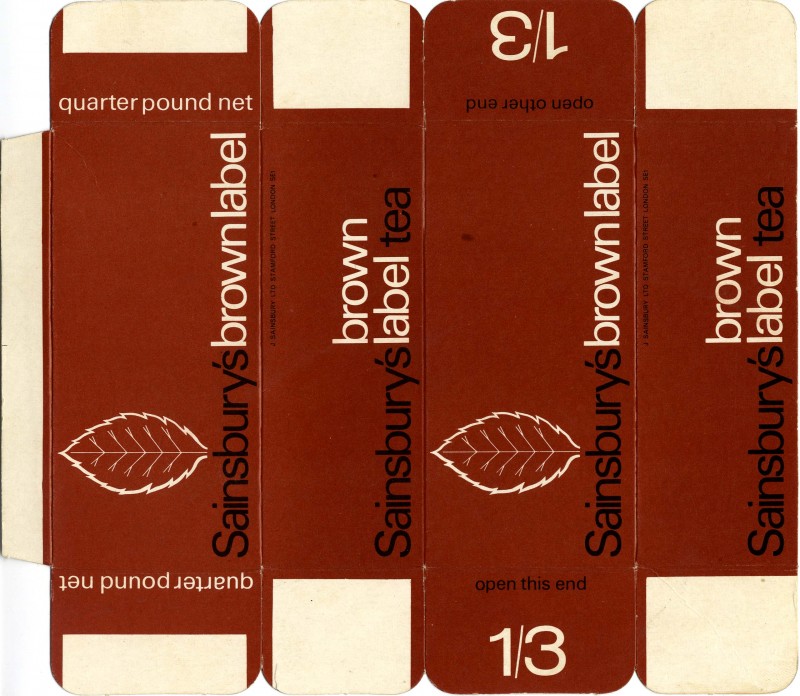 quarter pound net
Sainsbury's brown label
quarter pound net
J. SAINSBURY LTD STAMFORD STREET LONDON SE1
brown
Sainsbury's label tea
1/3
open other end
Sainsbury's brown label
open this end
1/3
J. SAINSBURY LTD STAMFORD STREET LONDON SE1
brown
Sainsbury's label tea